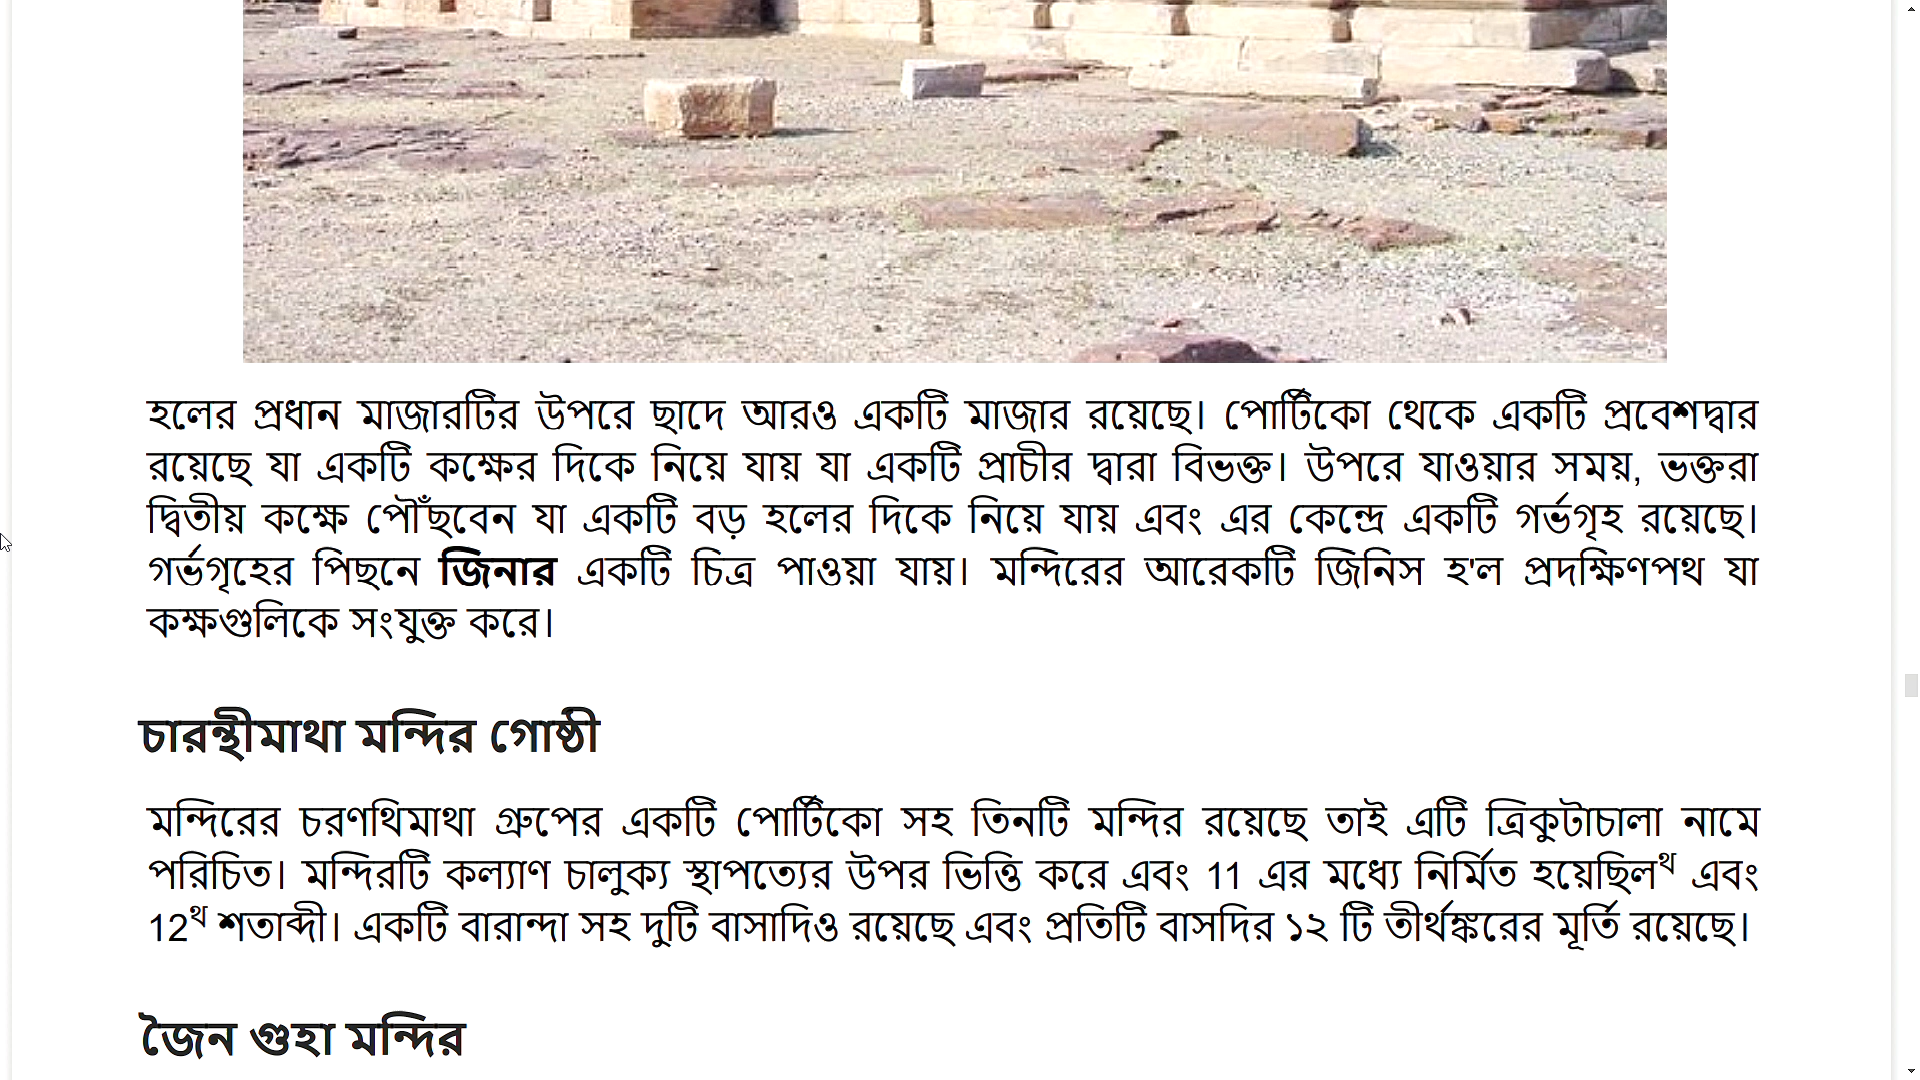 হলের প্রধান মাজারটির উপরে ছাদে আরও একটি মাজার রয়েছে। পোর্টিকো থেকে একটি প্রবেশদ্বার
রয়েছে যা একটি কক্ষের দিকে নিয়ে যায় যা একটি প্রাচীর দ্বারা বিভক্ত। উপরে যাওয়ার সময়, ভক্তরা
দ্বিতীয় কক্ষে পৌঁছবেন যা একটি বড় হলের দিকে নিয়ে যায় এবং এর কেন্দ্রে একটি গর্ভগৃহ রয়েছে।
গর্ভগৃহের পিছনে জিনার একটি চিত্র পাওয়া যায়। মন্দিরের আরেকটি জিনিস হ'ল প্রদক্ষিণপথ যা
কক্ষগুলিকে সংযুক্ত করে।
চারন্থীমাথা মন্দির গোষ্ঠী
মন্দিরের চরণথিমাথা গ্রুপের একটি পোর্টিকো সহ তিনটি মন্দির রয়েছে তাই এটি ত্রিকুটাচালা নামে
পরিচিত। মন্দিরটি কল্যাণ চালুক্য স্থাপত্যের উপর ভিত্তি করে এবং 11 এর মধ্যে নির্মিত হয়েছিলথ এবং
12থ শতাব্দী। একটি বারান্দা সহ দুটি বাসাদিও রয়েছে এবং প্রতিটি বাসদির ১২ টি তীর্থঙ্করের মূর্তি রয়েছে।
জৈন গুহা মন্দির